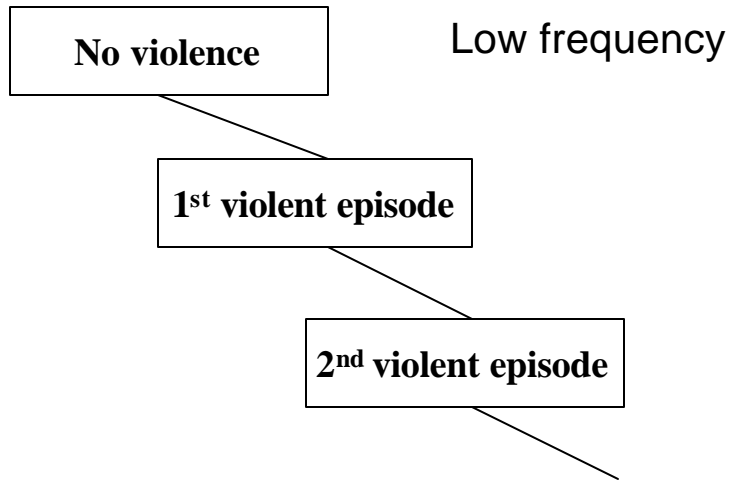 No violence
Low frequency
1st violent episode
2nd violent episode